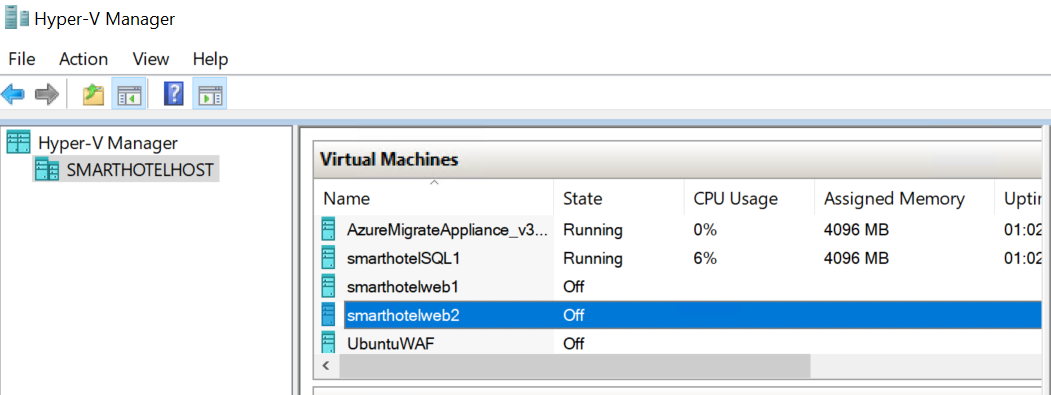 Hyper-V Manager
File Action View Help
Hyper-V Manager
SMARTHOTELHOST
Virtual Machines
Name State CPU Usage Assigned Memory Uptir
AzureMigrateAppliance_v3... Running 0% 4096 MB 01:02
smarthotelSQL1 Running 6% 4096 MB 01:02
smarthotelweb1 Off
smarthotelweb2 Off
UbuntuWAF Off